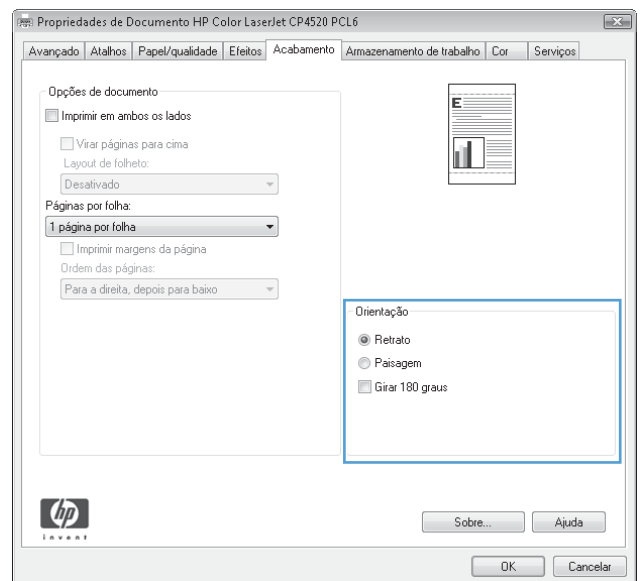 Propriedades de Documento HP Color LaserJet CP4520 PCL6
Avançado Atalhos Papel/qualidade Efeitos Acabamento Armazenamento de trabalho Cor Serviços
Opções de documento
Imprimir em ambos os lados
Virar páginas para cima
Layout de folheto:
Desativado
Páginas por folha:
1 página por folha
Imprimir margens da página
Ordem das páginas:
Para a direita, depois para baixo
E
Orientação
Retrato
Paisagem
Girar 180 graus
hp
invent
Sobre... Ajuda
OK Cancelar